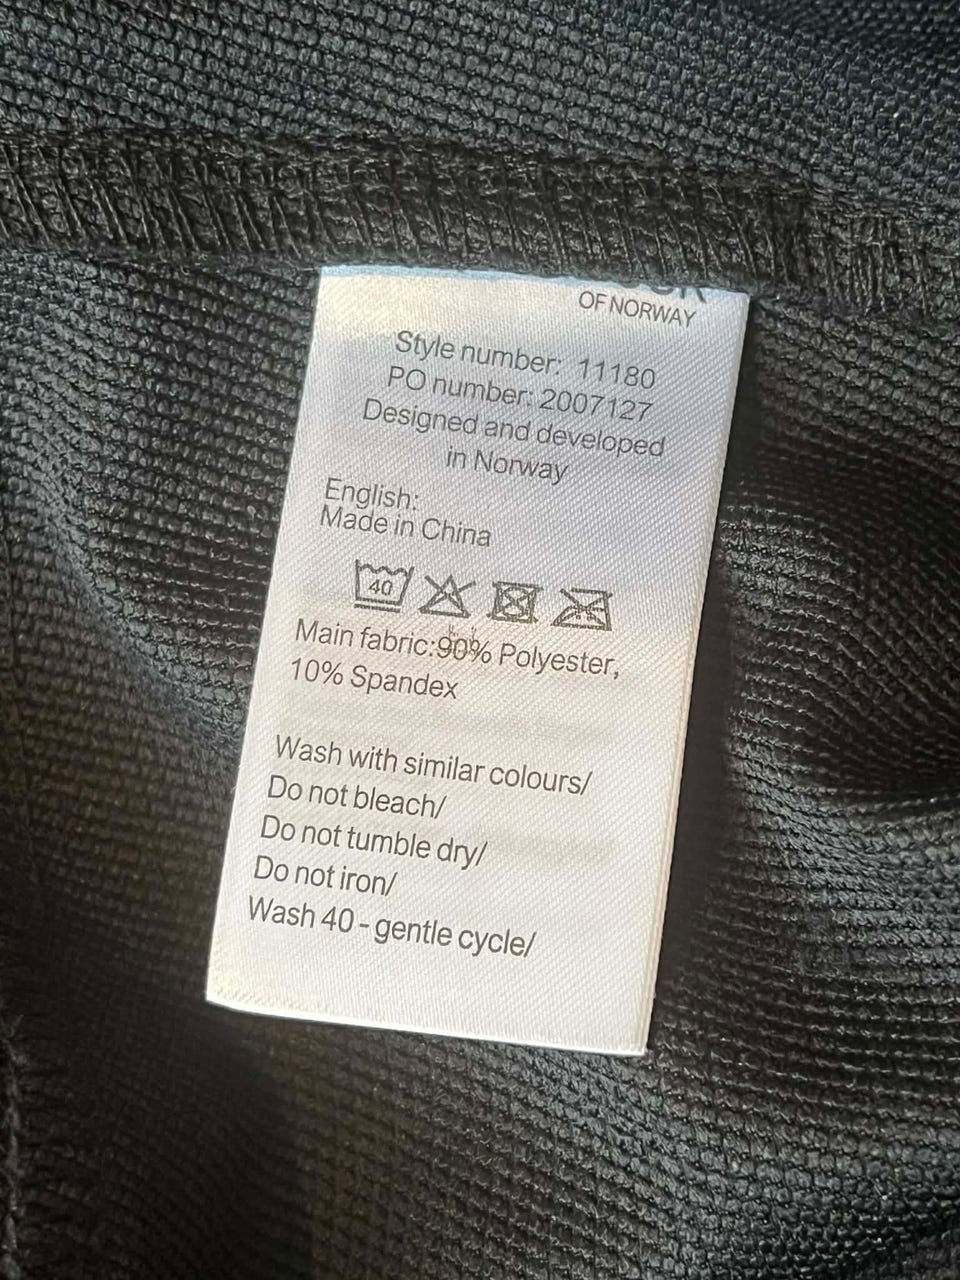 OF NORWAY
Style number: 11180
PO number: 2007127
Designed and developed
in Norway
English:
Made in China
40
Main fabric:90% Polyester,
10% Spandex
Wash with similar colours/
Do not bleach/
Do not tumble dry/
Do not iron/
Wash 40 - gentle cycle/